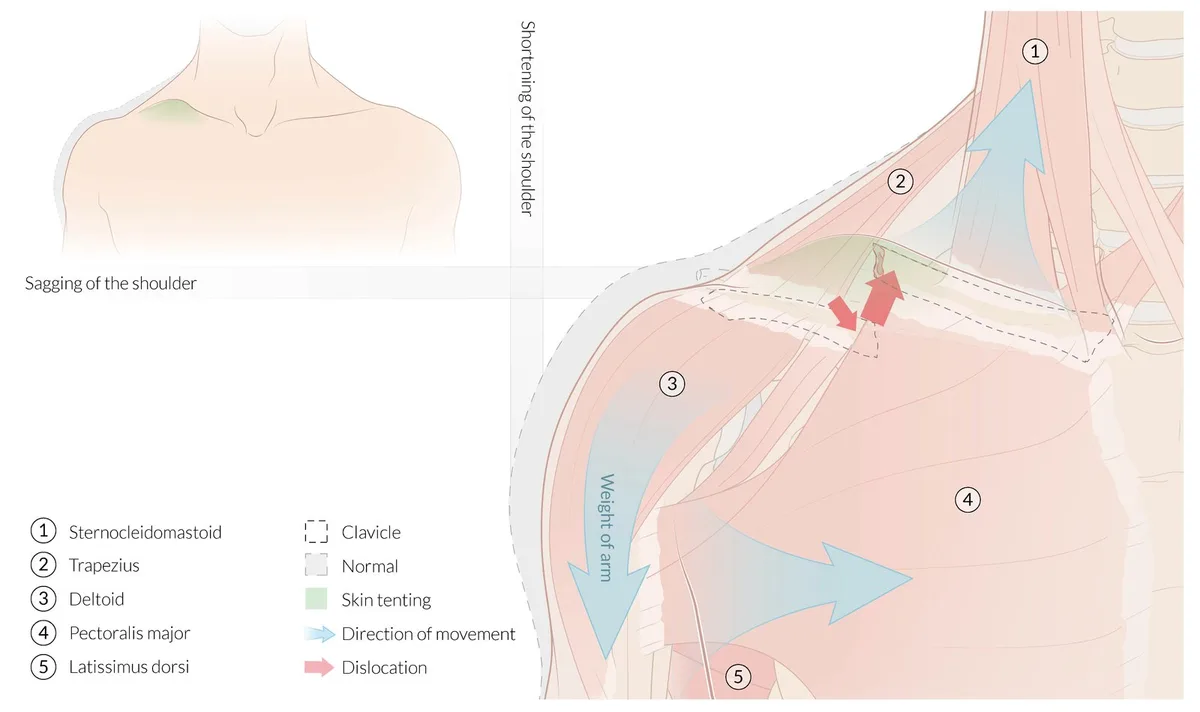 Shortening of the shoulder
Sagging of the shoulder
1
2
3
4
5
Weight of arm
1 Sternocleidomastoid
2 Trapezius
3 Deltoid
4 Pectoralis major
5 Latissimus dorsi
Clavicle
Normal
Skin tenting
Direction of movement
Dislocation